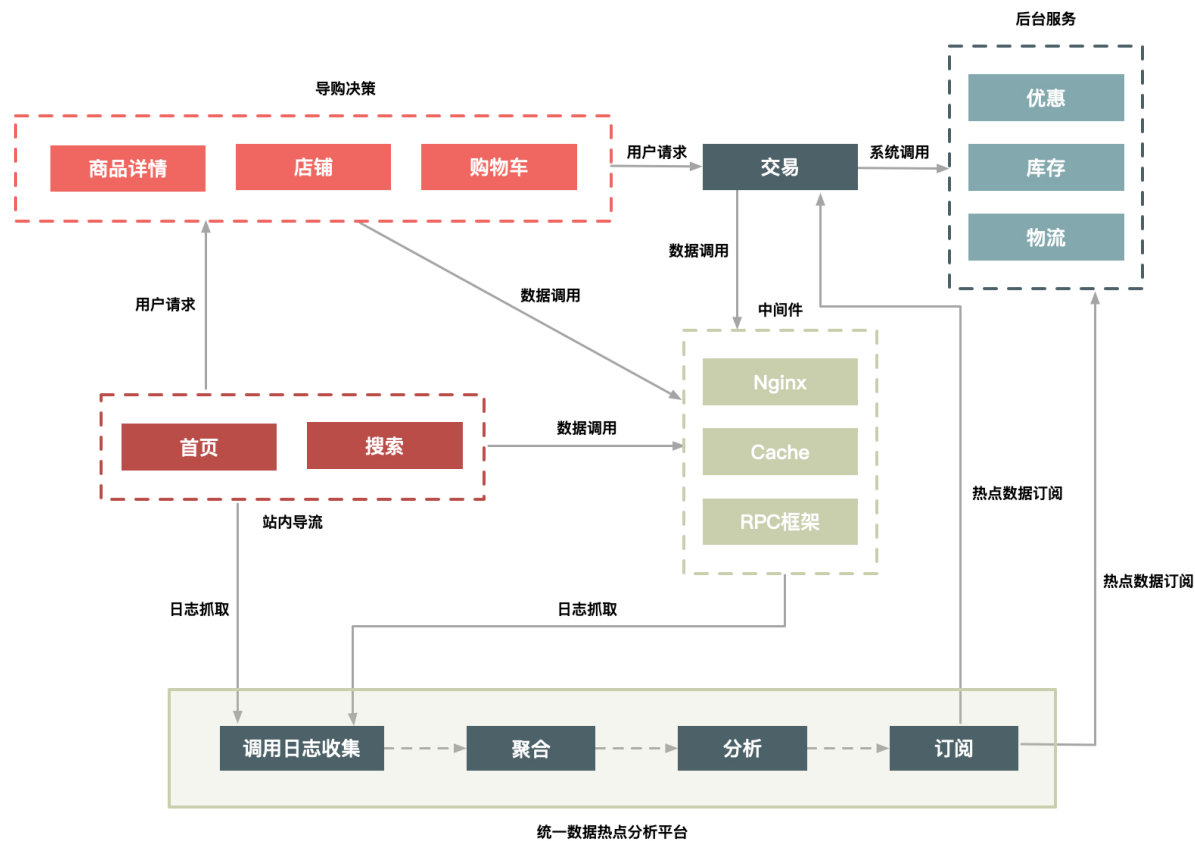 后台服务
导购决策
优惠
库存
物流
商品详情
店铺
购物车
用户请求
交易
系统调用
数据调用
用户请求
数据调用
中间件
Nginx
Cache
RPC框架
首页
搜索
数据调用
站内导流
热点数据订阅
热点数据订阅
日志抓取
日志抓取
调用日志收集
聚合
分析
订阅
统一数据热点分析平台